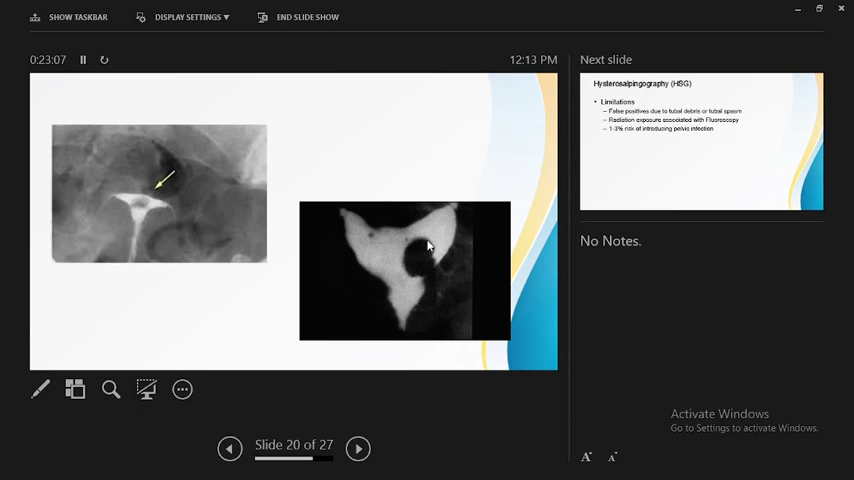 SHOW TASKBAR
DISPLAY SETTINGS ▼
END SLIDE SHOW
0:23:07
12:13 PM
Next slide
Hysterosalpingography (HSG)
• Limitations
– False positives due to tubal debris or tubal spasm
– Radiation exposure associated with Fluoroscopy
– 1-3% risk of introducing pelvis infection
No Notes.
Activate Windows
Go to Settings to activate Windows.
Slide 20 of 27
A A